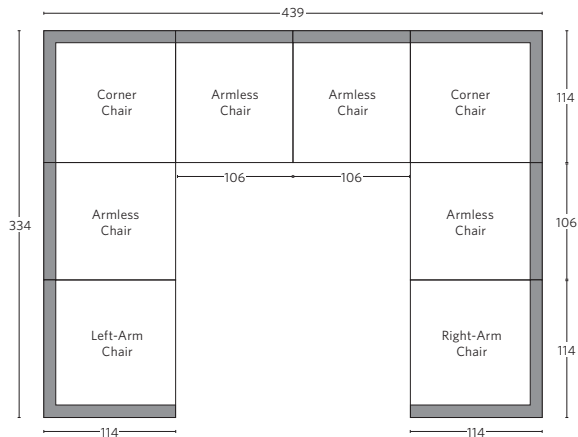 439
Corner
Chair
Armless
Chair
Armless
Chair
Corner
Chair
114
106
106
Armless
Chair
Armless
Chair
334
106
Left-Arm
Chair
Right-Arm
Chair
114
114
114